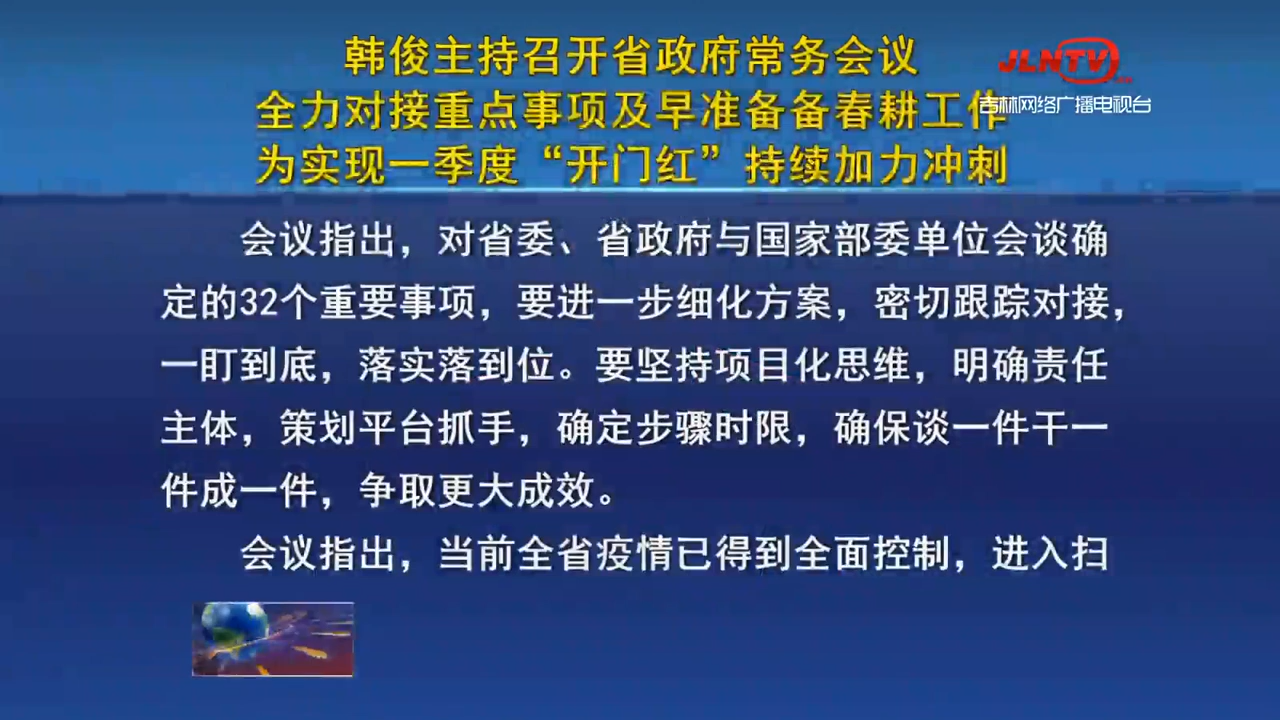 韩俊主持召开省政府常务会议
JLNTV
全力对接重点事项及早准备备春耕工作
吉林网络广播电视台
为实现一季度“开门红”持续加力冲刺
会议指出，对省委、省政府与国家部委单位会谈确
定的32个重要事项，要进一步细化方案，密切跟踪对接，
一盯到底，落实落到位。要坚持项目化思维，明确责任
主体，策划平台抓手，确定步骤时限，确保谈一件干一
件成一件，争取更大成效。
会议指出，当前全省疫情已得到全面控制，进入扫